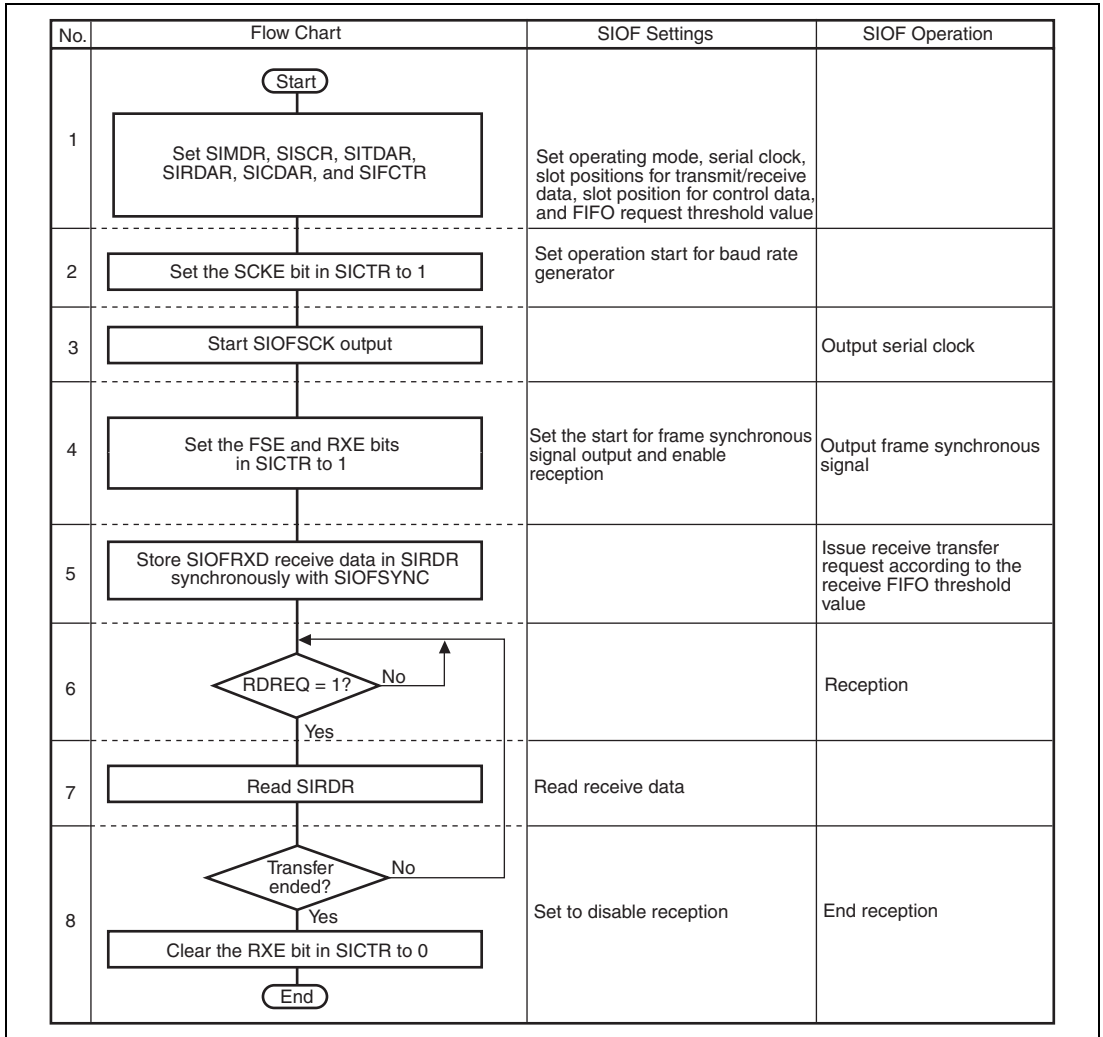 No.
Flow Chart
SIOF Settings
SIOF Operation
Start
1
Set SIMDR, SISCR, SITDAR,
SIRDAR, SICDAR, and SIFCTR
Set operating mode, serial clock,
slot positions for transmit/receive
data, slot position for control data,
and FIFO request threshold value
2
Set the SCKE bit in SICTR to 1
Set operation start for baud rate
generator
3
Start SIOFSCK output
Output serial clock
4
Set the FSE and RXE bits
in SICTR to 1
Set the start for frame synchronous
signal output and enable
reception
Output frame synchronous
signal
5
Store SIOFRXD receive data in SIRDR
synchronously with SIOFSYNC
Issue receive transfer
request according to the
receive FIFO threshold
value
6
RDREQ = 1?
No
Yes
Reception
7
Read SIRDR
Read receive data
8
Transfer
ended?
No
Yes
Clear the RXE bit in SICTR to 0
End
Set to disable reception
End reception